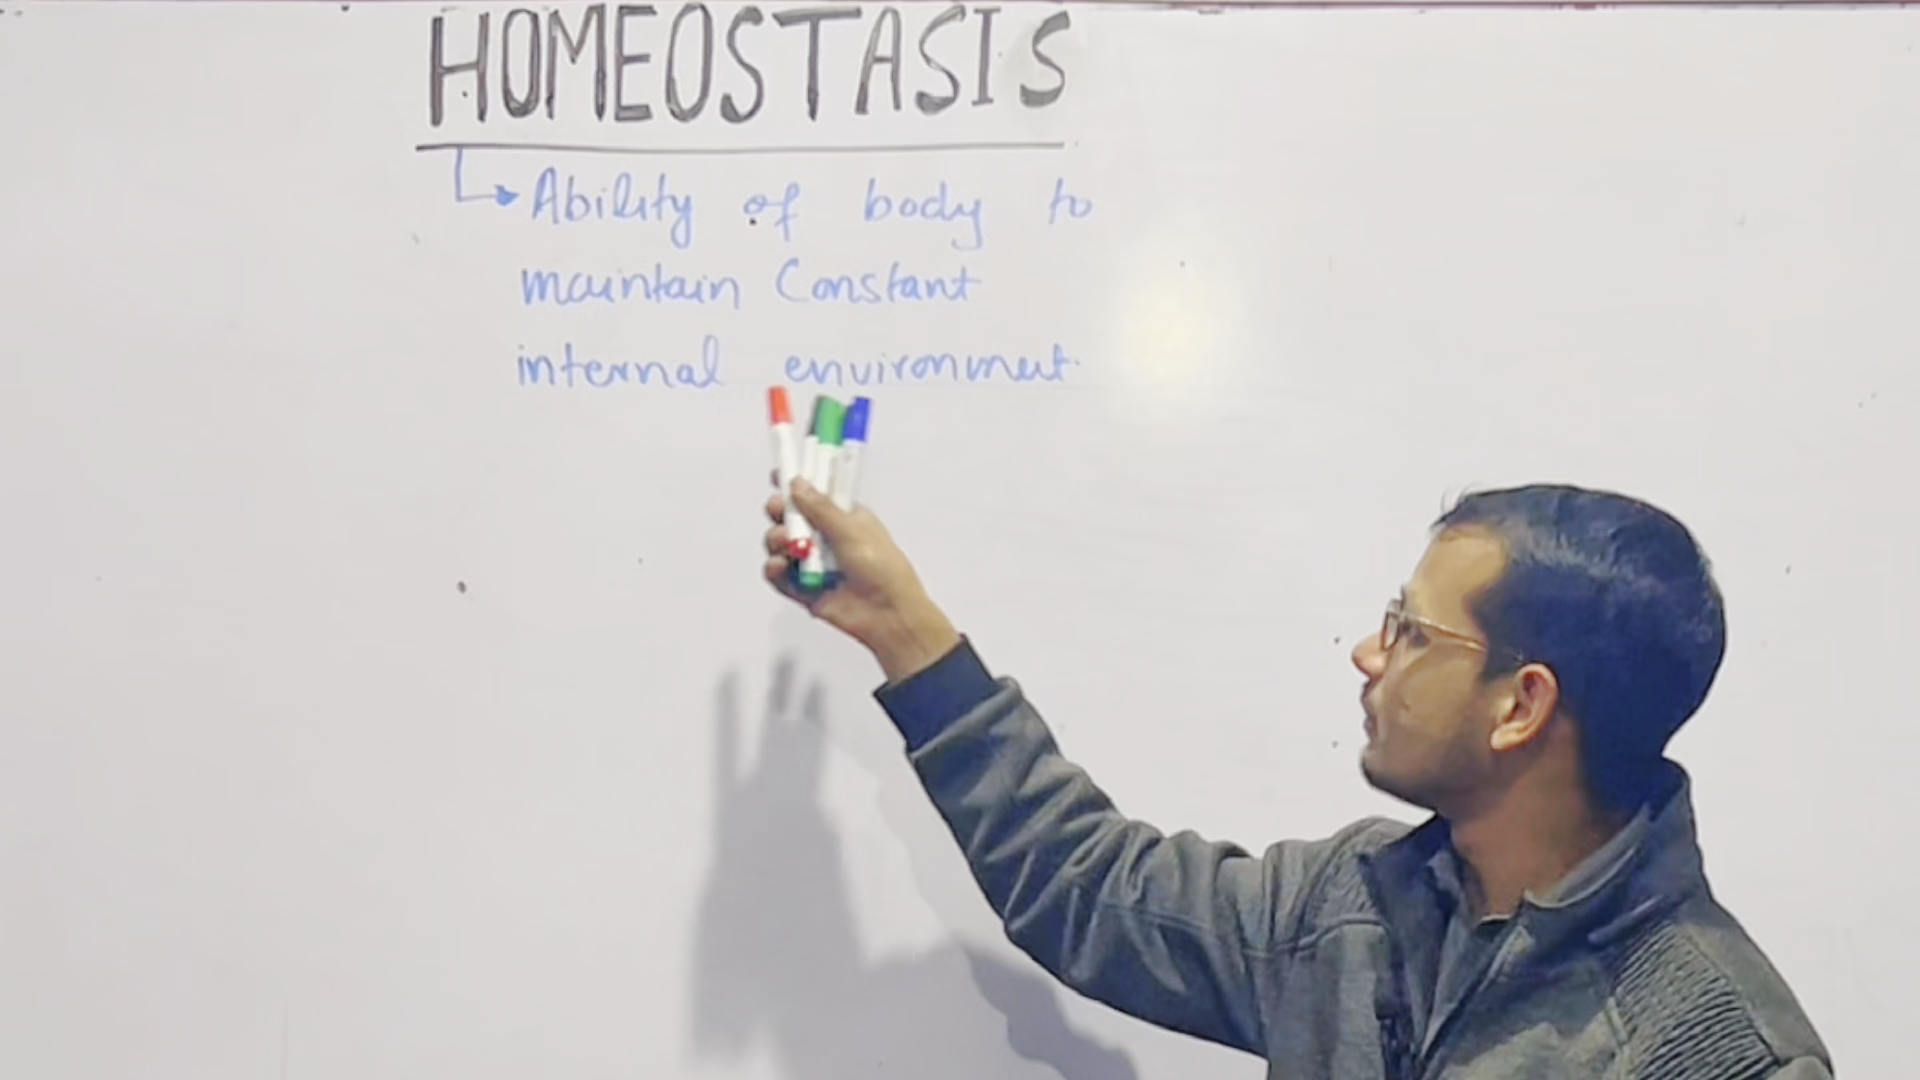 HOMEOSTASIS
Ability of body to
maintain Constant
internal environment.